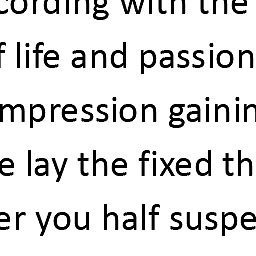 cording with the
f life and passion
mpression gainin
e lay the fixed th
er you half suspe